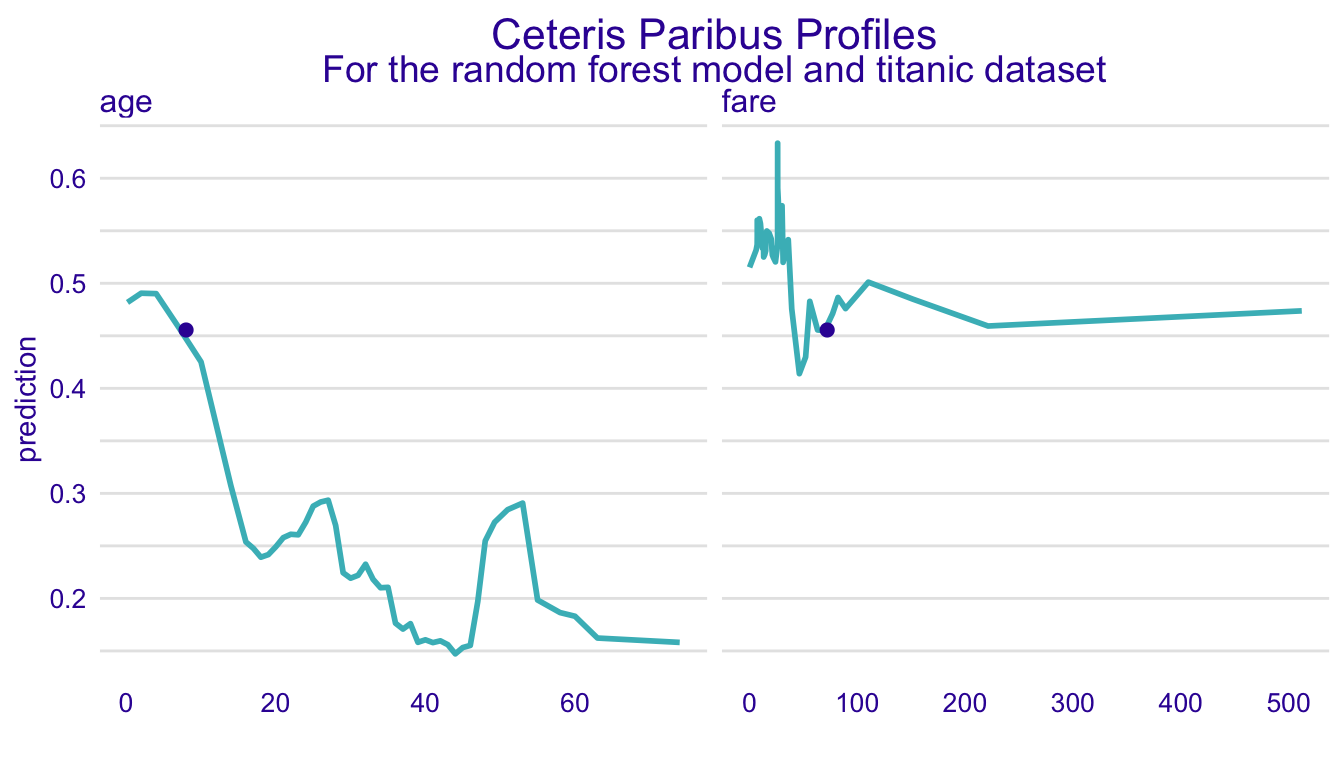 Ceteris Paribus Profiles
For the random forest model and titanic dataset
age
fare
prediction
0.6
0.5
0.4
0.3
0.2
0 20 40 60
0 100 200 300 400 500